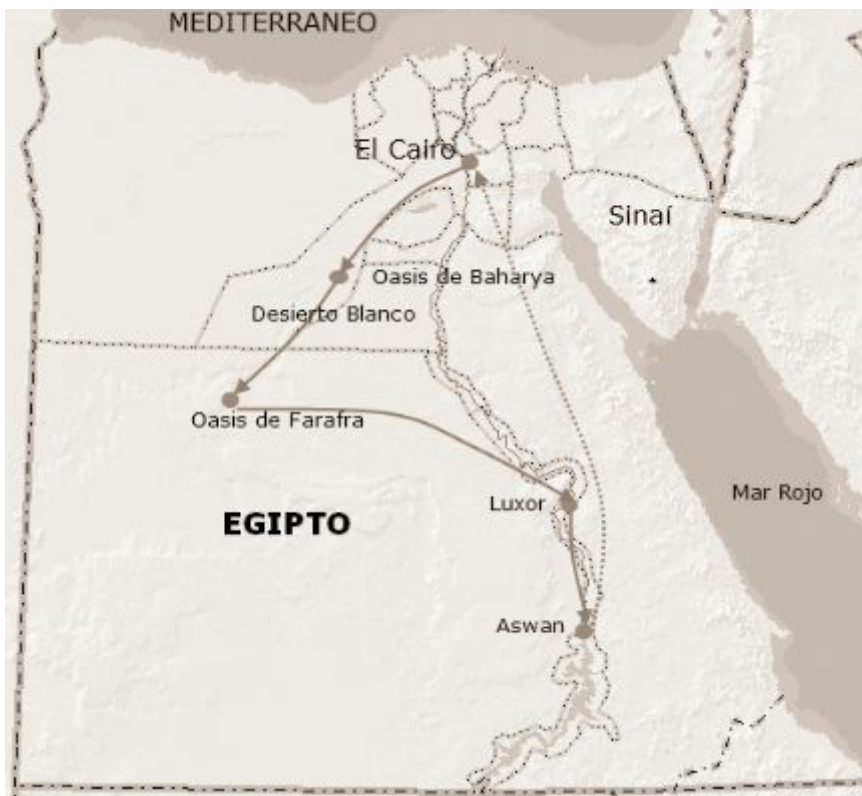 MEDITERRANEO
El Cairo
Sinaí
Oasis de Baharya
Desierto Blanco
Oasis de Farafra
Luxor
Mar Rojo
EGIPTO
Aswan